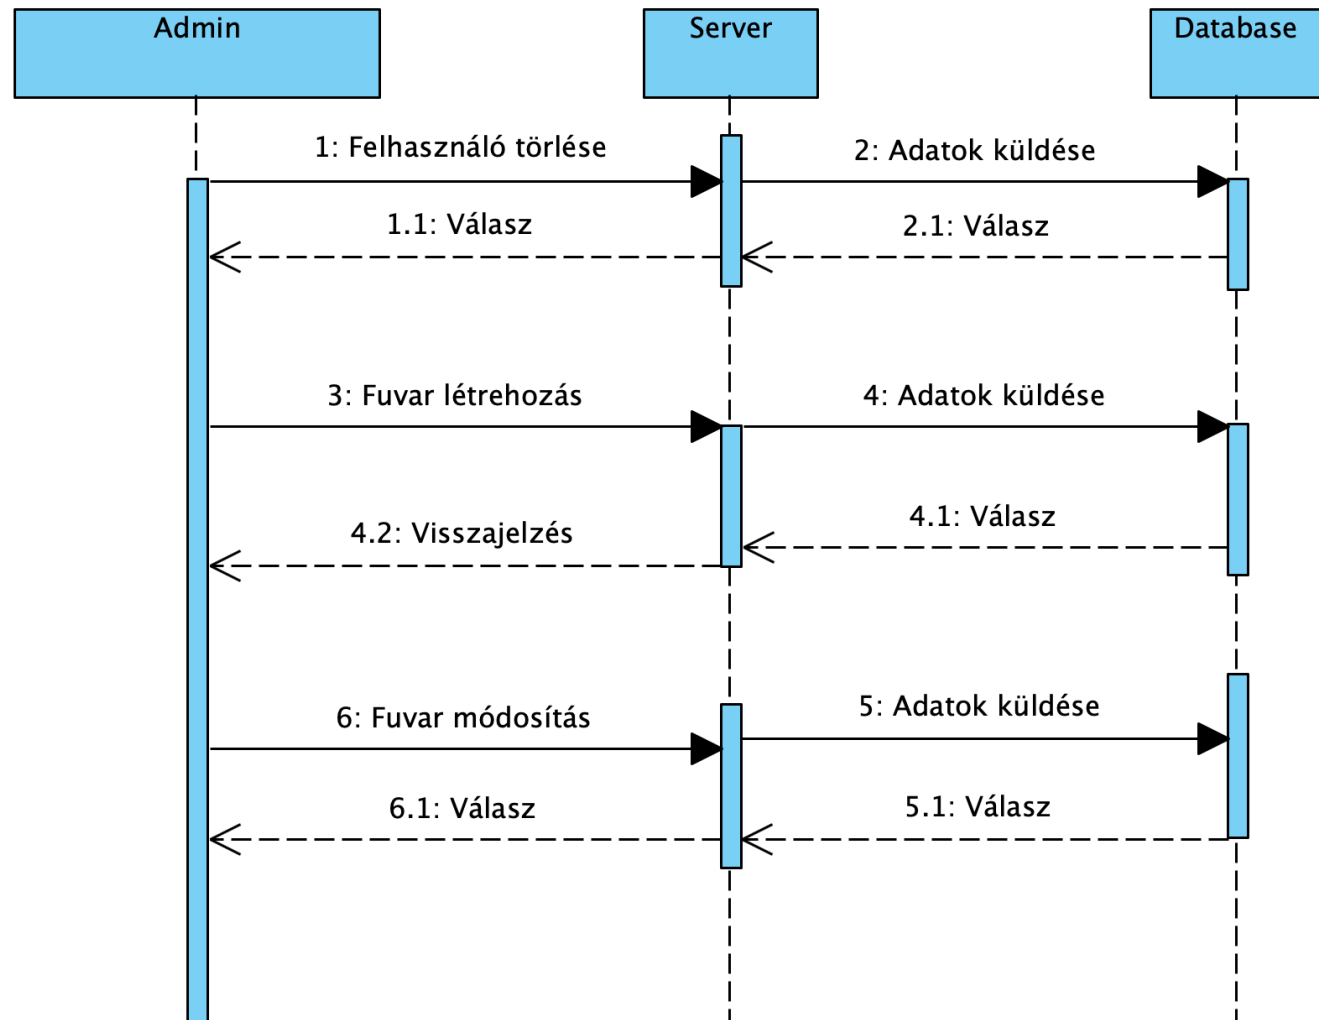 Admin
Server
Database
1: Felhasználó törlése
2: Adatok küldése
1.1: Válasz
2.1: Válasz
3: Fuvar létrehozás
4: Adatok küldése
4.1: Válasz
4.2: Visszajelzés
6: Fuvar módosítás
5: Adatok küldése
6.1: Válasz
5.1: Válasz